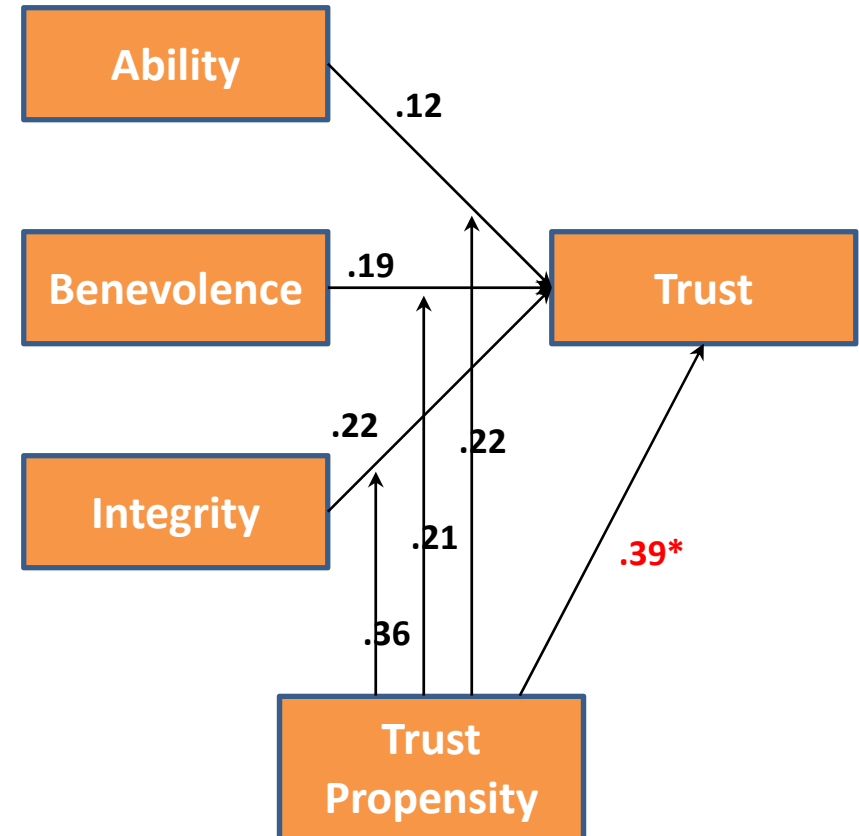 Ability
.12
.19
Benevolence
Trust
.22
.22
Integrity
.21
.39*
.36
Trust
Propensity